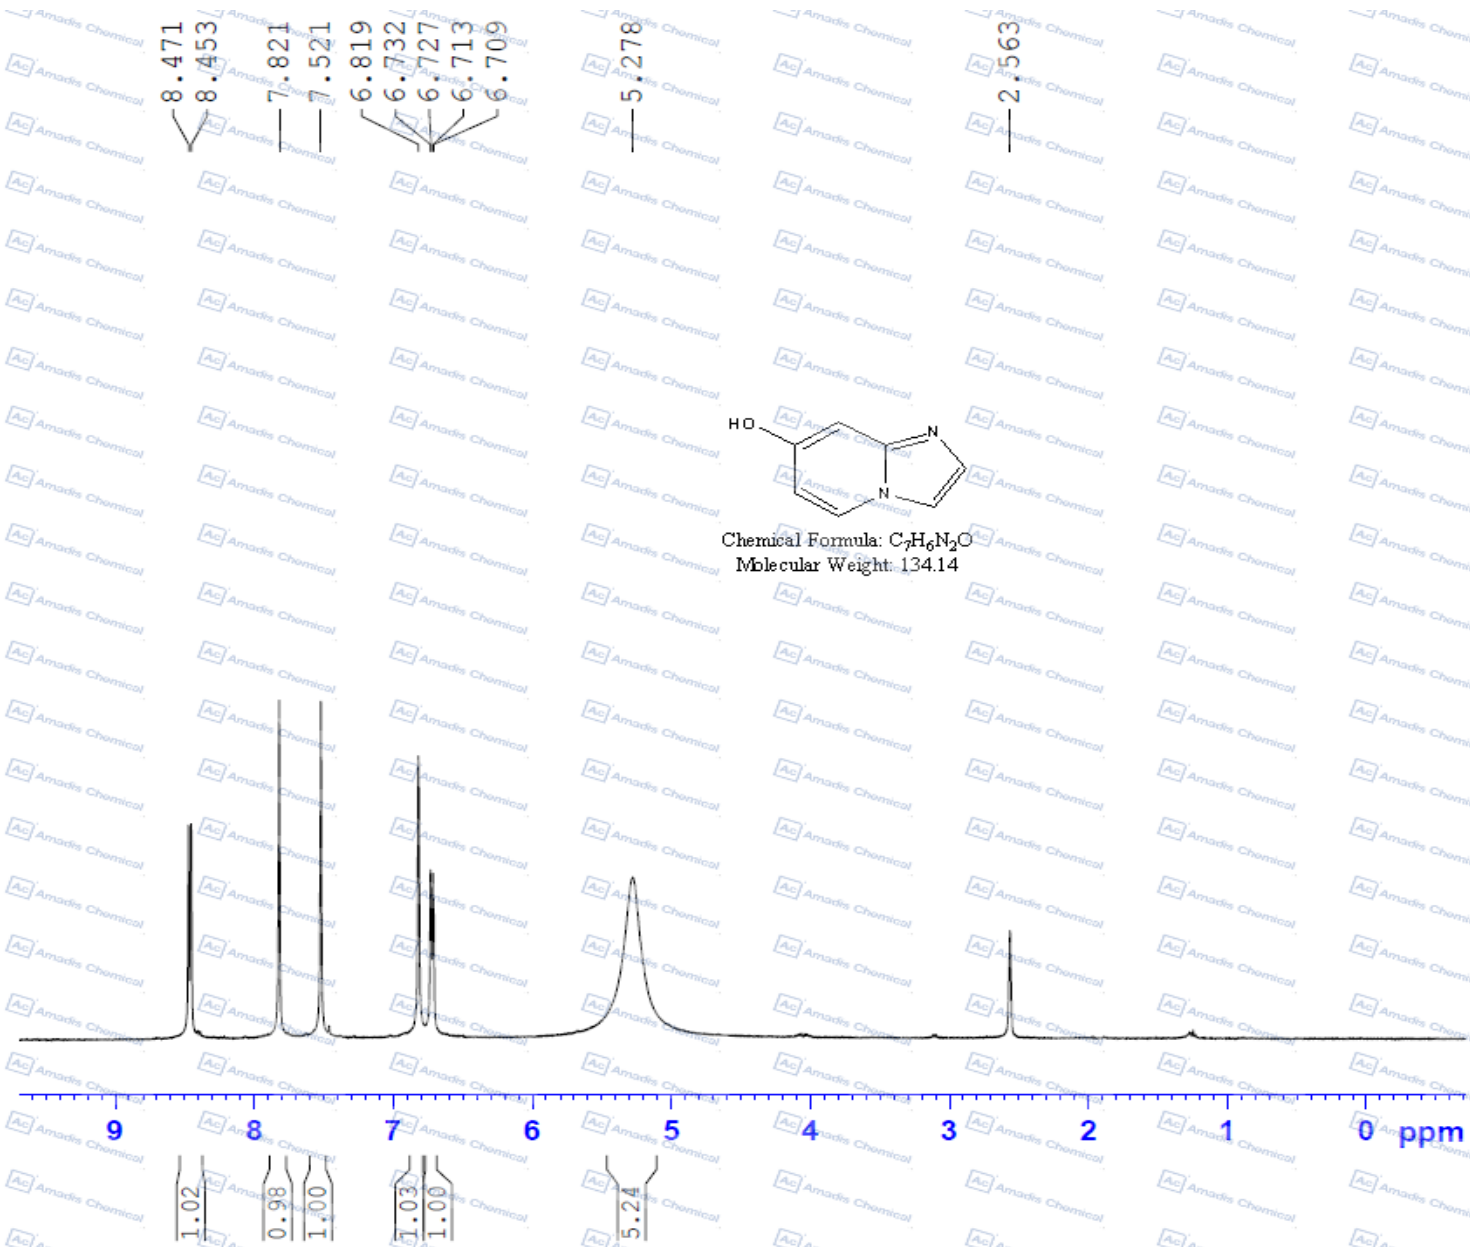 8.471
8.453
7.821
7.521
6.819
6.732
6.727
6.713
6.709
5.278
2.563
HO
N
N
Chemical Formula: C₇H₆N₂O
Molecular Weight: 134.14
9 8 7 6 5 4 3 2 1 0 ppm
1.02
0.98
1.00
1.03
1.00
5.24
Ac Amadis Chemical